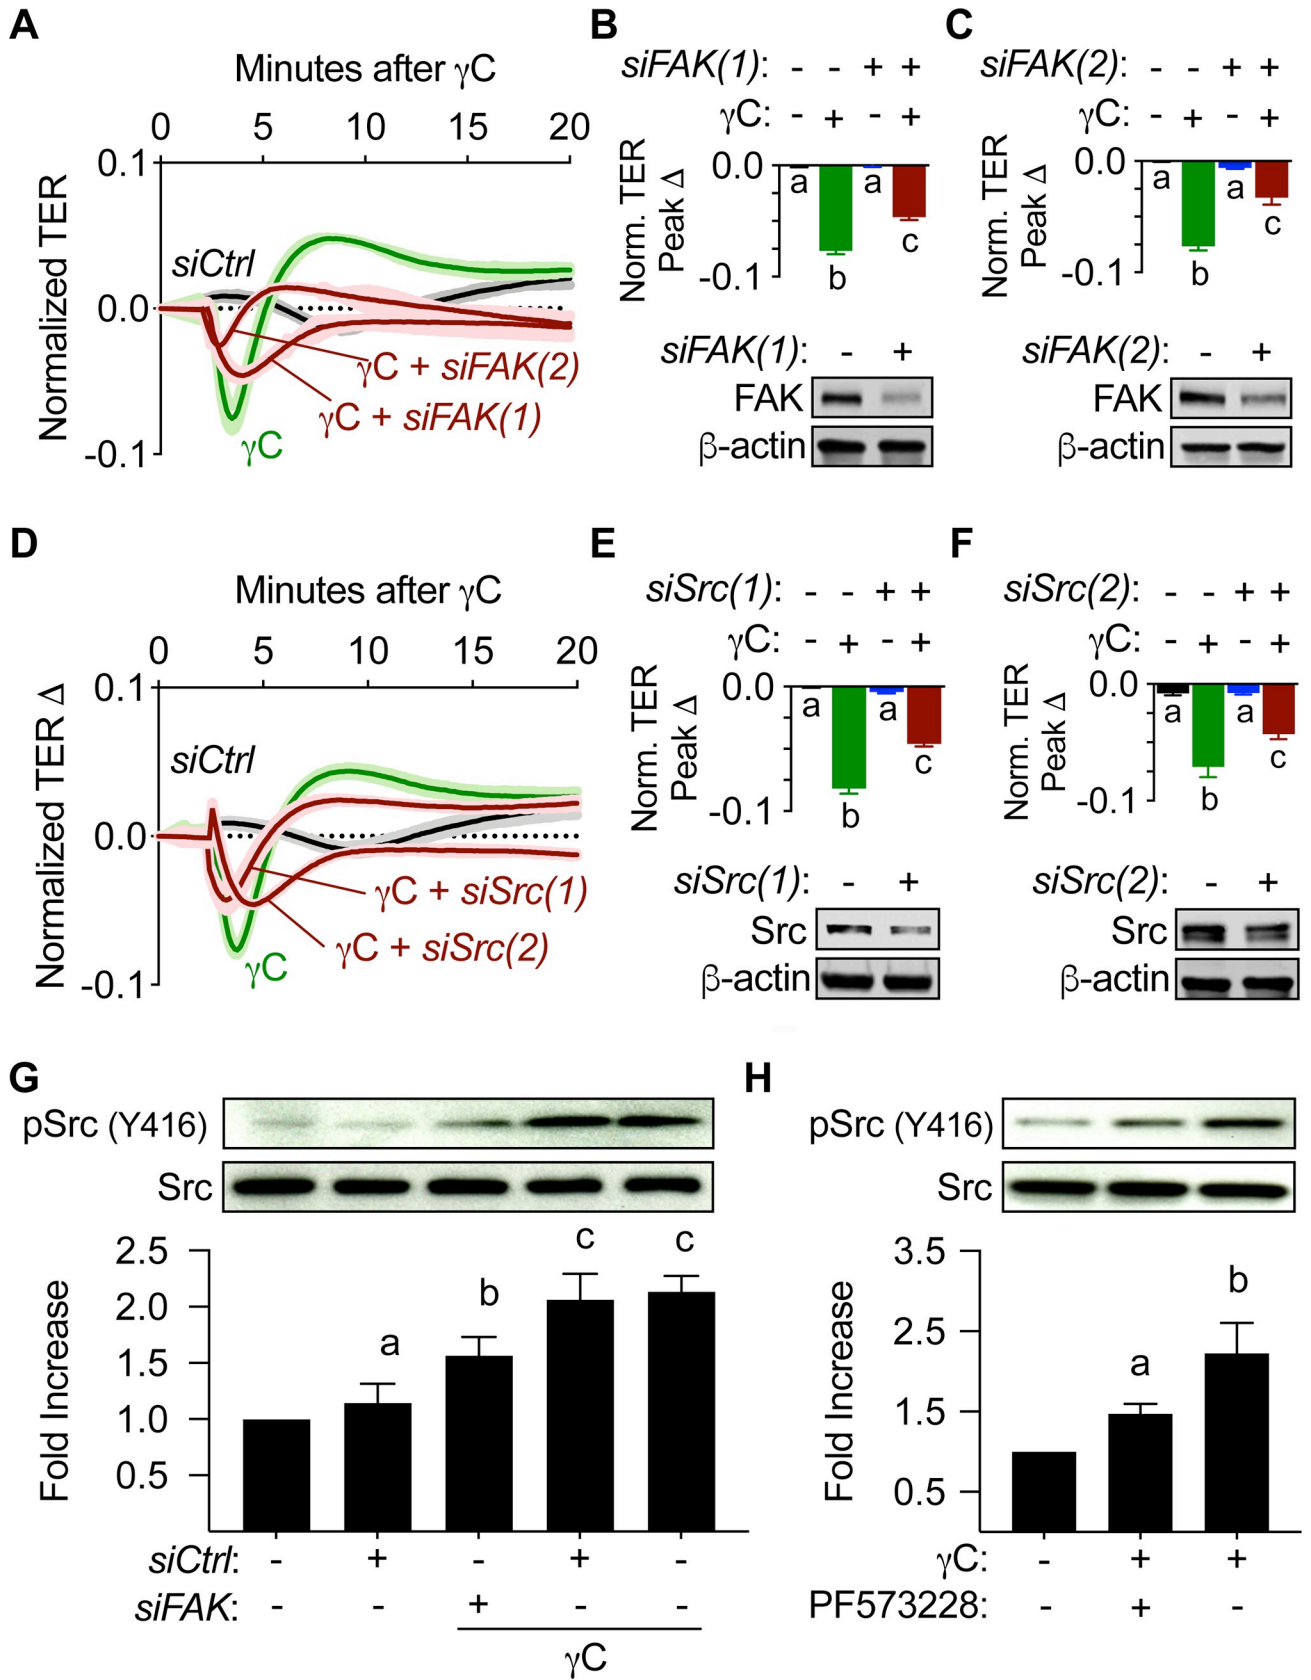 A
Minutes after γC
0 5 10 15 20
Normalized TER
0.1
0.0
-0.1
siCtrl
γC + siFAK(2)
γC + siFAK(1)
γC
B
siFAK(1): - - + +
γC: - + - +
Norm. TER
Peak Δ
0.0
-0.1
a b a c
siFAK(1): - +
FAK
β-actin
C
siFAK(2): - - + +
γC: - + - +
Norm. TER
Peak Δ
0.0
-0.1
a b a c
siFAK(2): - +
FAK
β-actin
D
Minutes after γC
0 5 10 15 20
Normalized TER Δ
0.1
0.0
-0.1
siCtrl
γC + siSrc(1)
γC + siSrc(2)
γC
E
siSrc(1): - - + +
γC: - + - +
Norm. TER
Peak Δ
0.0
-0.1
a b a c
siSrc(1): - +
Src
β-actin
F
siSrc(2): - - + +
γC: - + - +
Norm. TER
Peak Δ
0.0
-0.1
a b a c
siSrc(2): - +
Src
β-actin
G
pSrc (Y416)
Src
Fold Increase
2.5
2.0
1.5
1.0
0.5
a b c c
siCtrl: - + - + -
siFAK: - - + - -
γC
H
pSrc (Y416)
Src
Fold Increase
3.5
2.5
1.5
0.5
a b
γC: - + +
PF573228: - + -